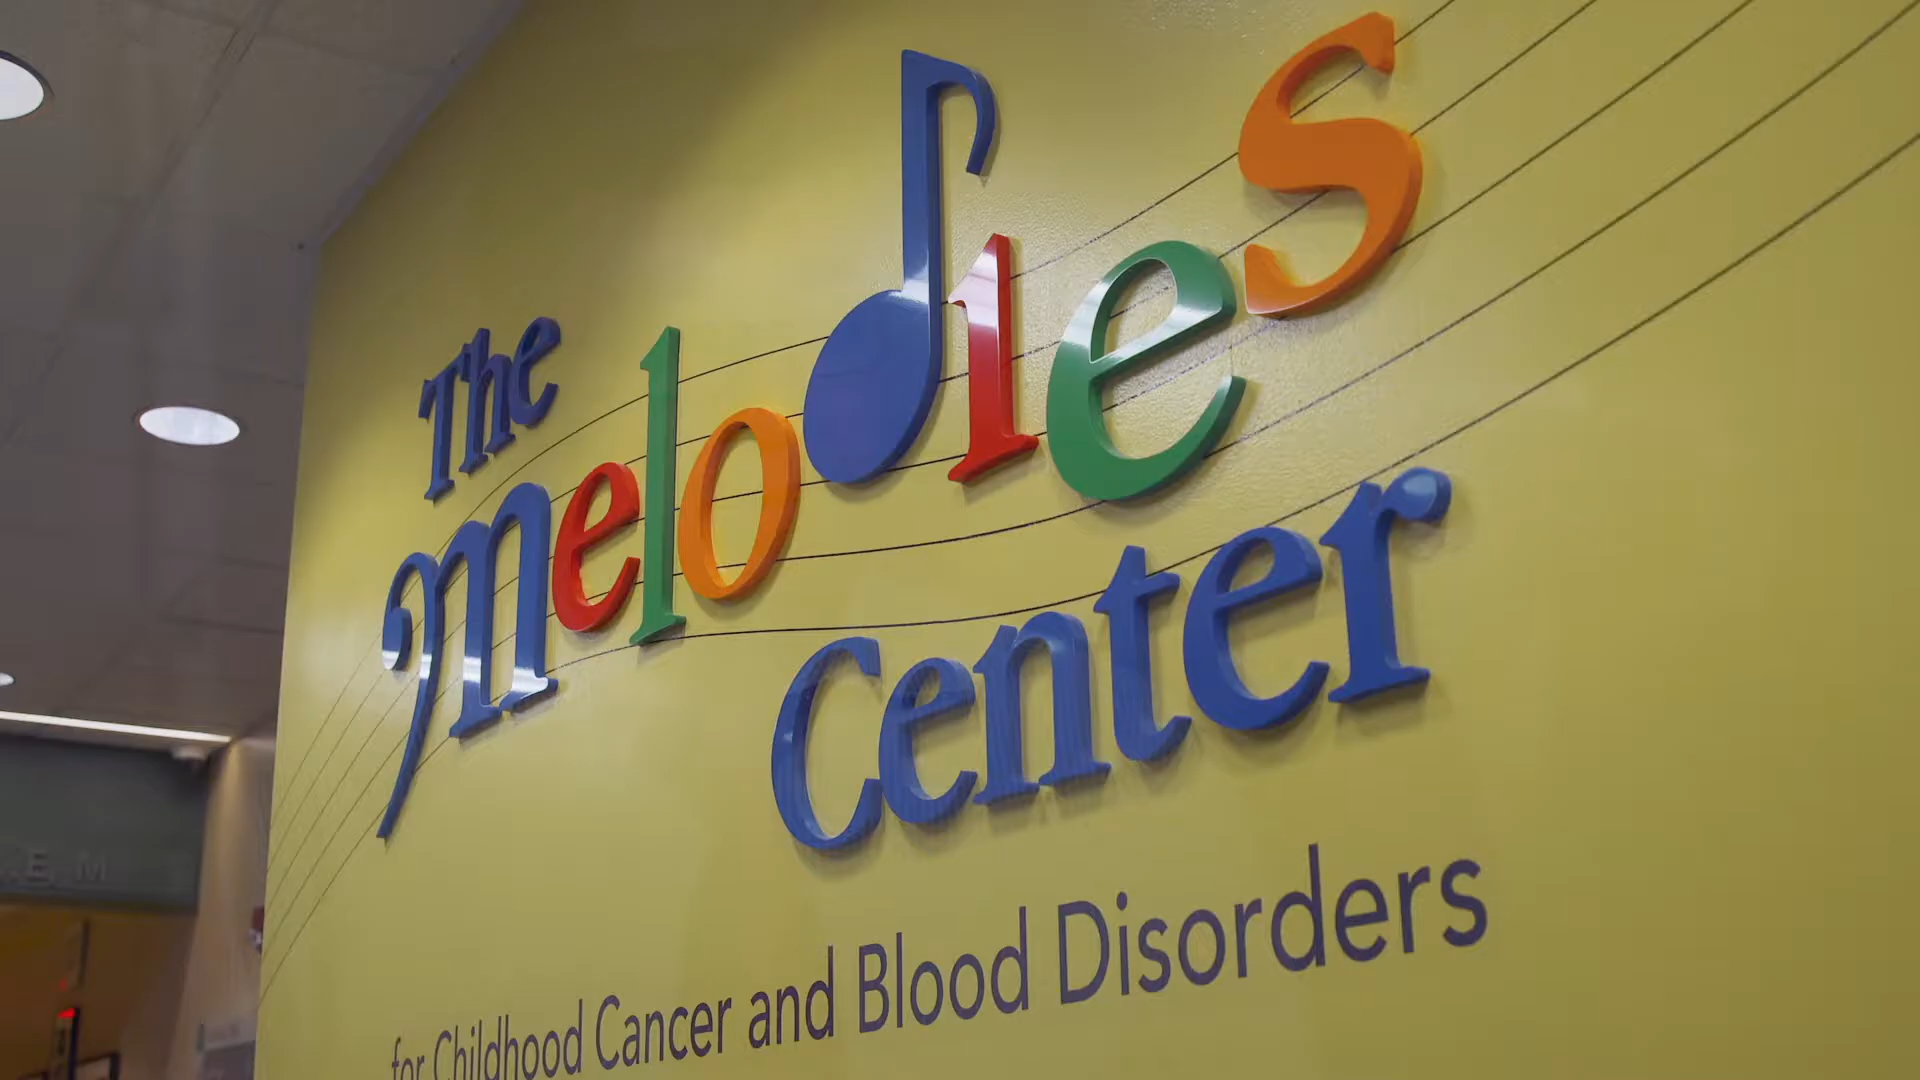 The
melodies
Center
for Childhood Cancer and Blood Disorders